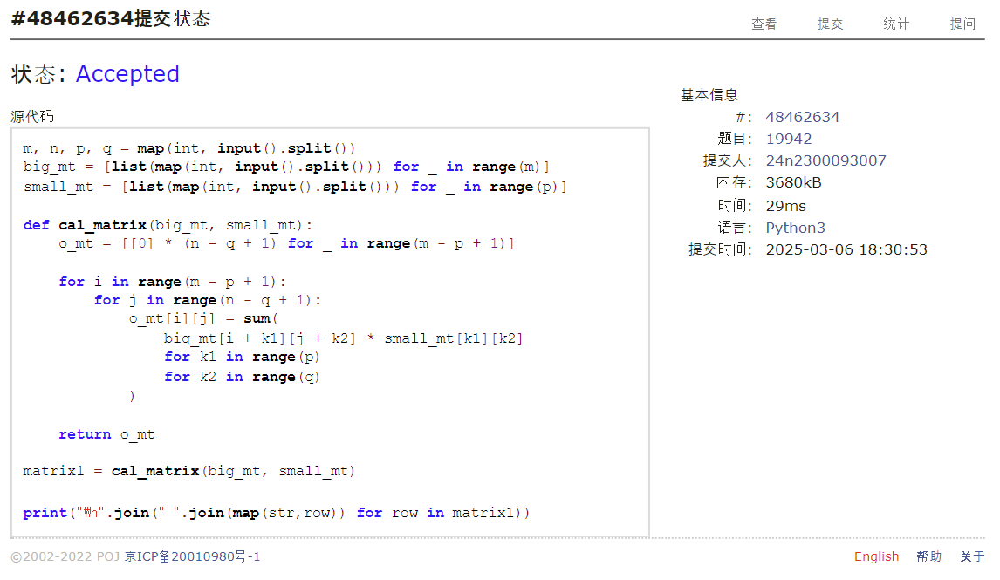 #48462634提交状态
查看 提交 统计 提问
状态: Accepted
源代码
m, n, p, q = map(int, input().split())
big_mt = [list(map(int, input().split())) for _ in range(m)]
small_mt = [list(map(int, input().split())) for _ in range(p)]
def cal_matrix(big_mt, small_mt):
    o_mt = [[0] * (n - q + 1) for _ in range(m - p + 1)]
    for i in range(m - p + 1):
        for j in range(n - q + 1):
            o_mt[i][j] = sum(
                big_mt[i + k1][j + k2] * small_mt[k1][k2]
                for k1 in range(p)
                for k2 in range(q)
            )
    return o_mt
matrix1 = cal_matrix(big_mt, small_mt)
print("₩n".join(" ".join(map(str,row)) for row in matrix1))
基本信息
#: 48462634
题目: 19942
提交人: 24n2300093007
内存: 3680kB
时间: 29ms
语言: Python3
提交时间: 2025-03-06 18:30:53
©2002-2022 POJ 京ICP备20010980号-1
English 帮助 关于